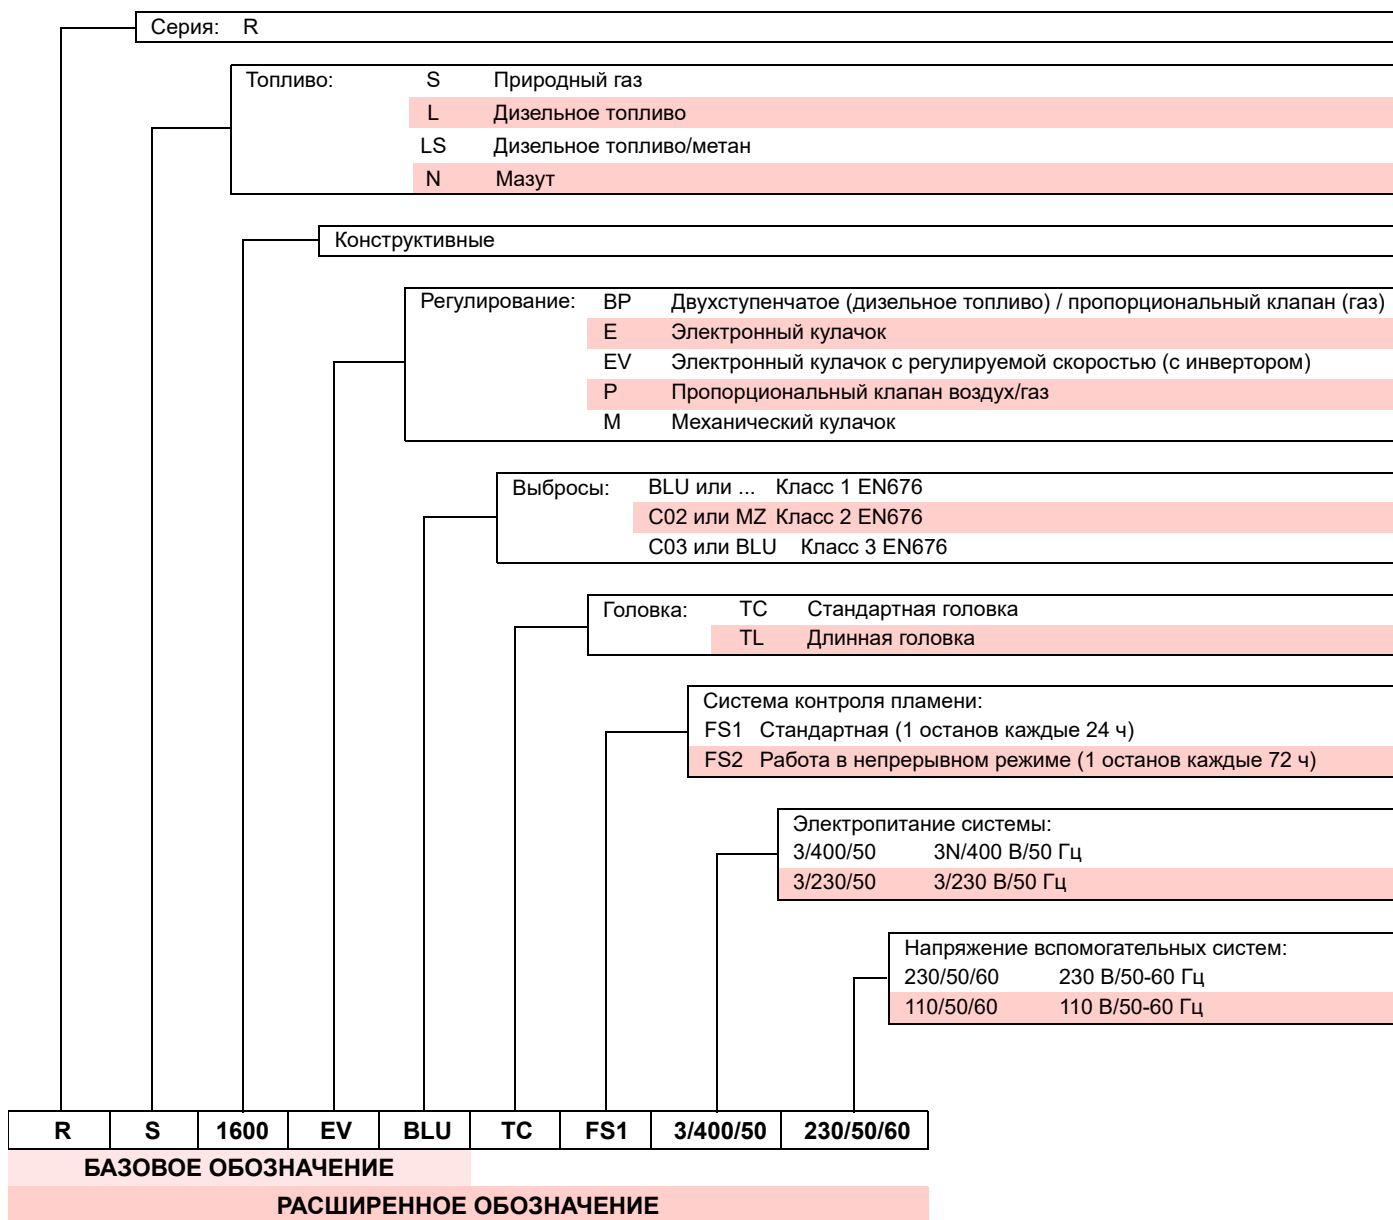 Серия: R
Топливо: S Природный газ
L Дизельное топливо
LS Дизельное топливо/метан
N Мазут
Конструктивные
Регулирование: BP Двухступенчатое (дизельное топливо) / пропорциональный клапан (газ)
E Электронный кулачок
EV Электронный кулачок с регулируемой скоростью (с инвертором)
P Пропорциональный клапан воздух/газ
M Механический кулачок
Выбросы: BLU или ... Класс 1 EN676
C02 или MZ Класс 2 EN676
C03 или BLU Класс 3 EN676
Головка: TC Стандартная головка
TL Длинная головка
Система контроля пламени:
FS1 Стандартная (1 останов каждые 24 ч)
FS2 Работа в непрерывном режиме (1 останов каждые 72 ч)
Электропитание системы:
3/400/50 3N/400 В/50 Гц
3/230/50 3/230 В/50 Гц
Напряжение вспомогательных систем:
230/50/60 230 В/50-60 Гц
110/50/60 110 В/50-60 Гц
R S 1600 EV BLU TC FS1 3/400/50 230/50/60
БАЗОВОЕ ОБОЗНАЧЕНИЕ
РАСШИРЕННОЕ ОБОЗНАЧЕНИЕ